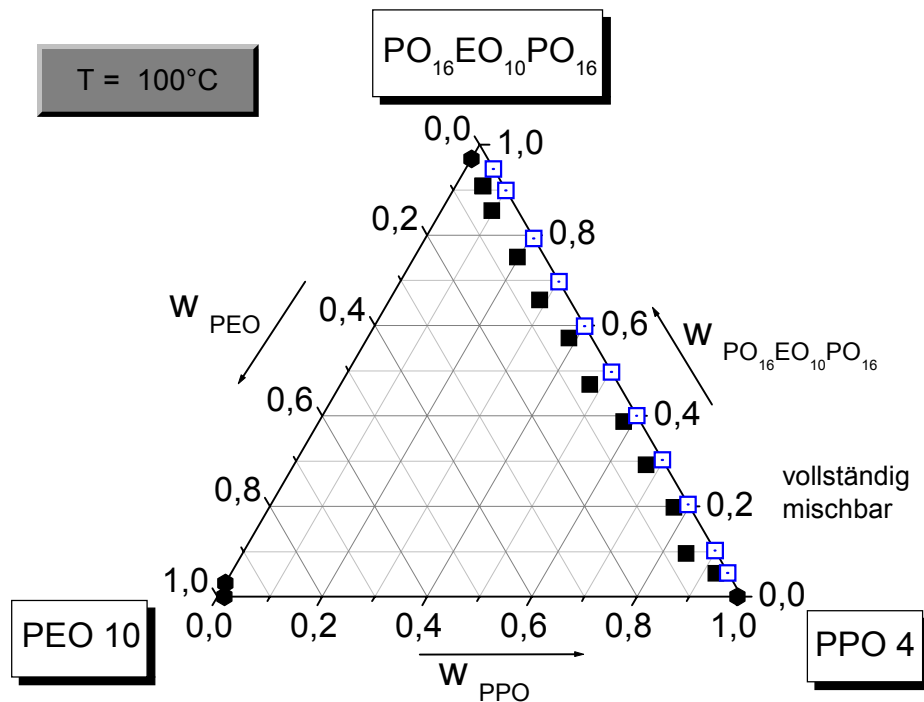 PO₁₆EO₁₀PO₁₆
T = 100°C
0,0 1,0
0,2 0,8
w PEO
0,4 0,6
w PO₁₆EO₁₀PO₁₆
0,6 0,4
vollständig
mischbar
0,8 0,2
1,0 0,0
0,0 0,2 0,4 0,6 0,8 1,0
PEO 10
PPO 4
w PPO